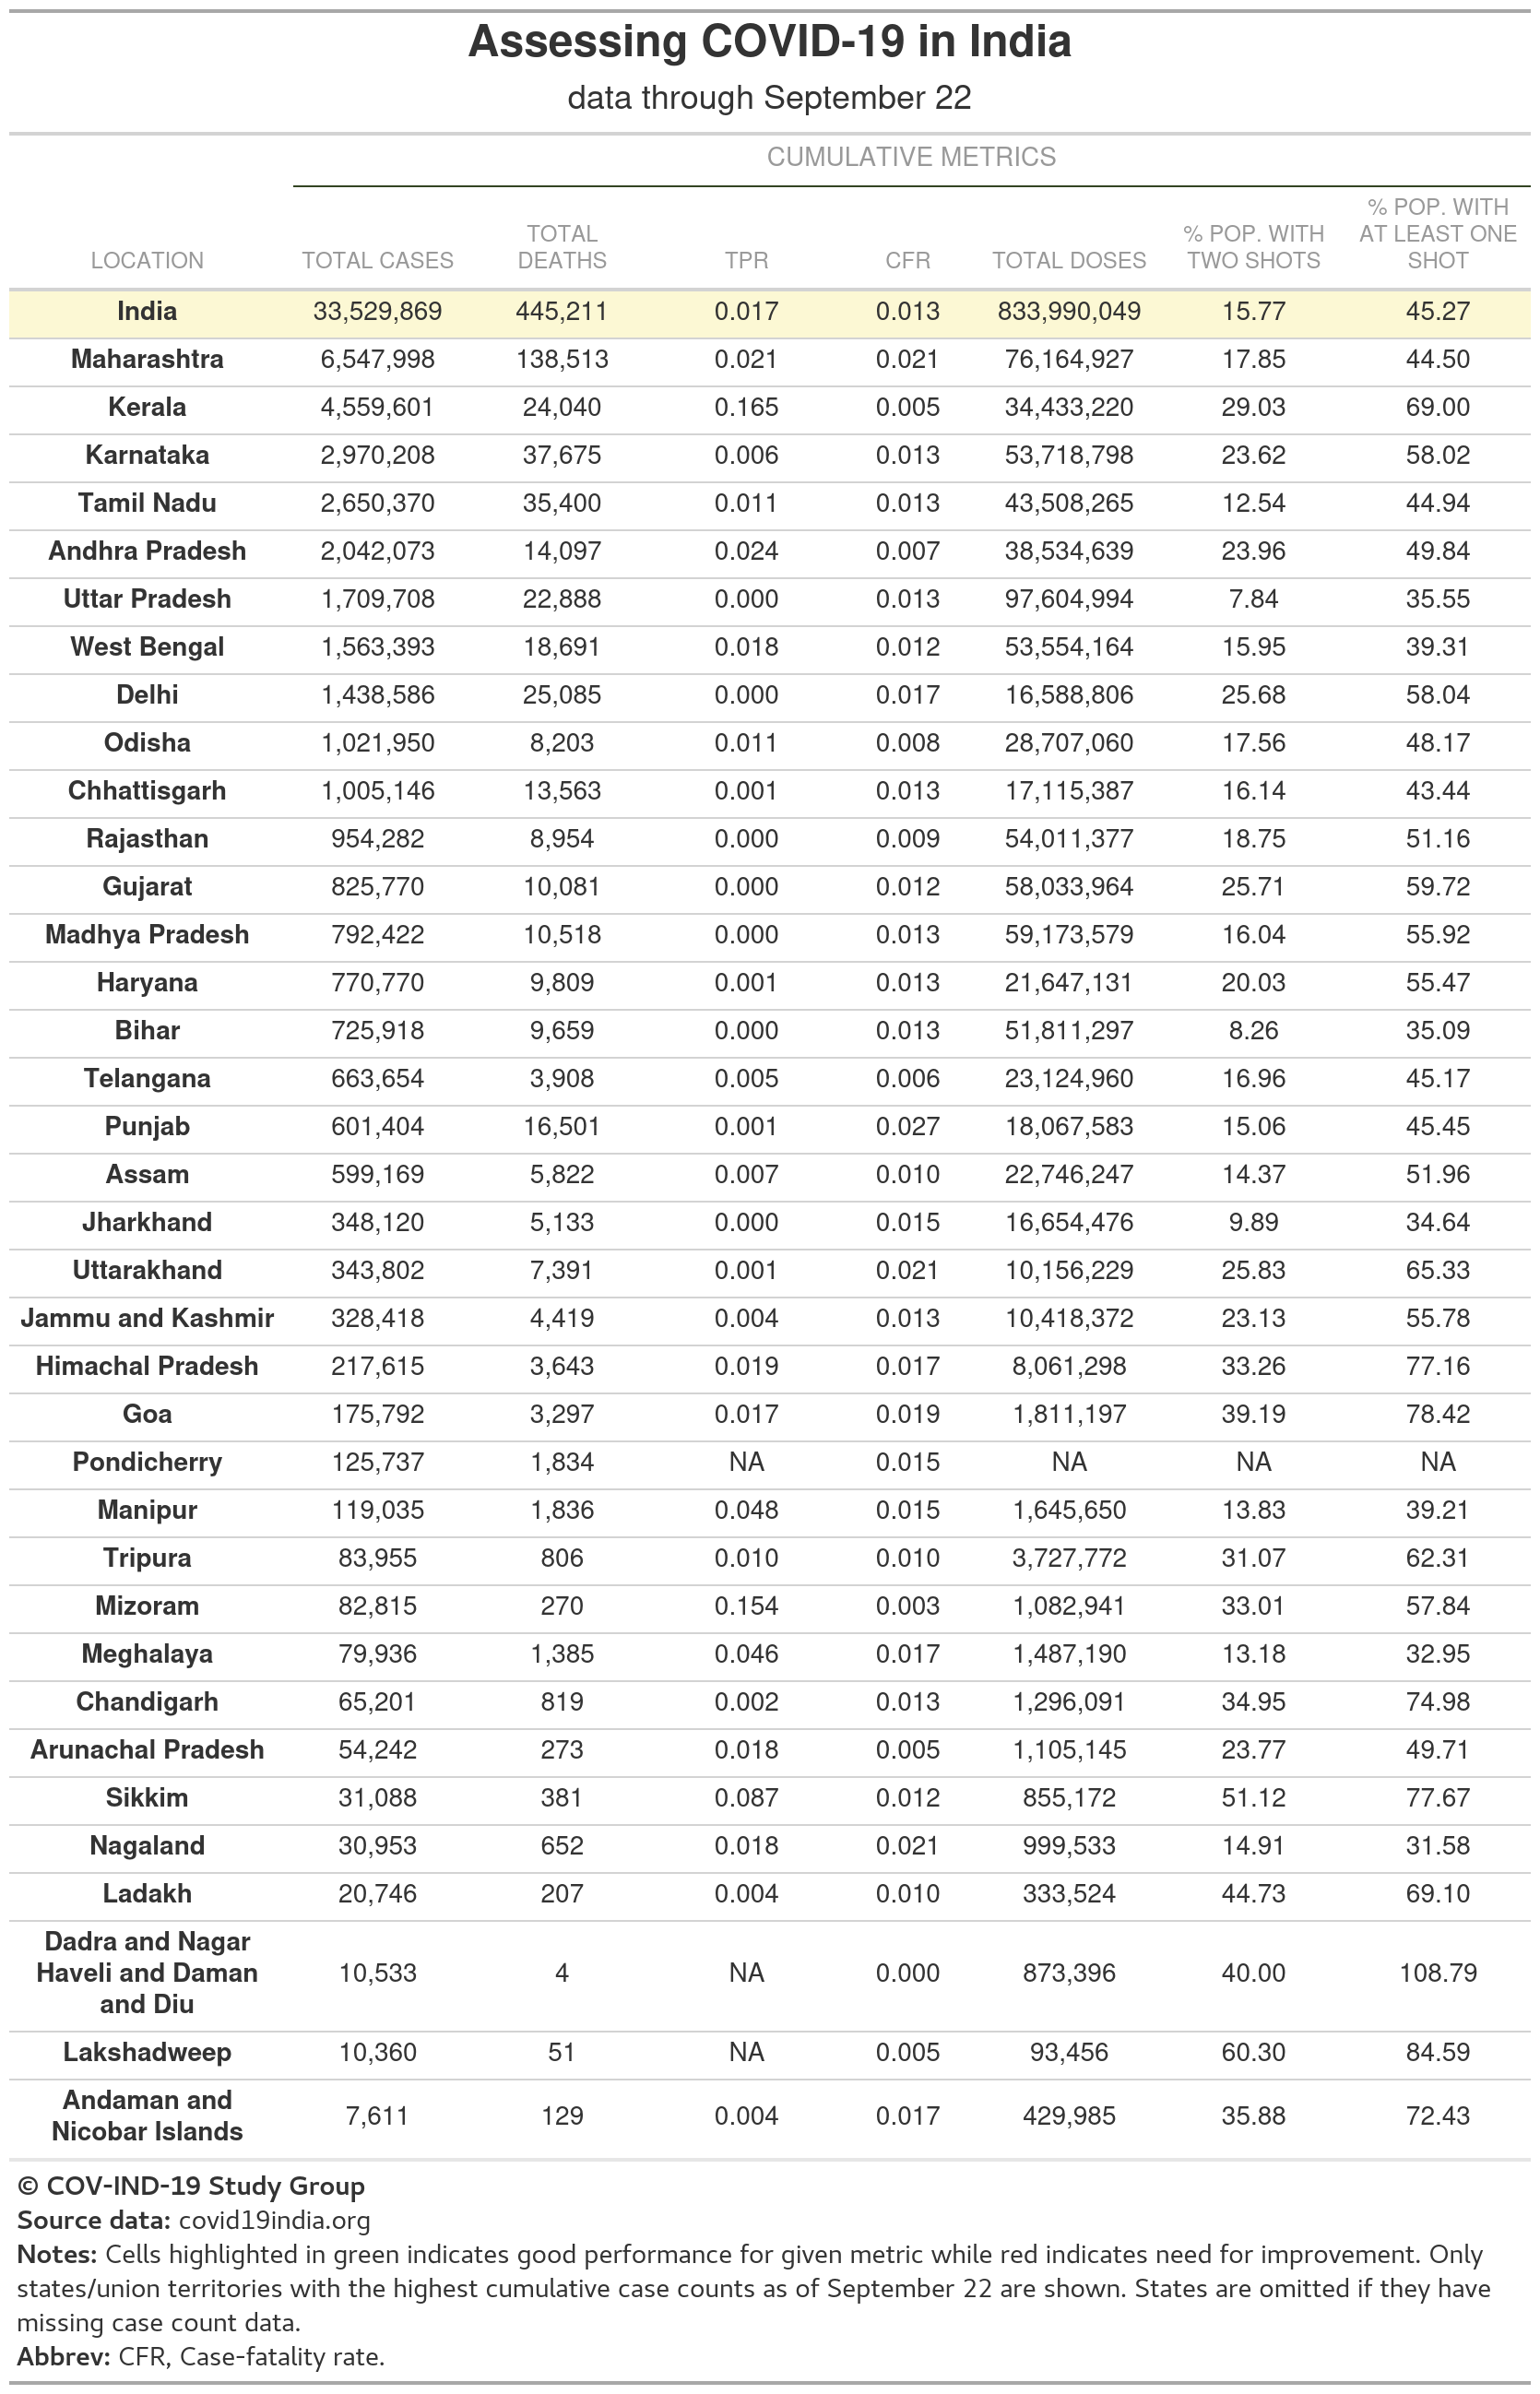 Assessing COVID-19 in India
data through September 22
CUMULATIVE METRICS
LOCATION TOTAL CASES TOTAL DEATHS TPR CFR TOTAL DOSES % POP. WITH TWO SHOTS % POP. WITH AT LEAST ONE SHOT
India 33,529,869 445,211 0.017 0.013 833,990,049 15.77 45.27
Maharashtra 6,547,998 138,513 0.021 0.021 76,164,927 17.85 44.50
Kerala 4,559,601 24,040 0.165 0.005 34,433,220 29.03 69.00
Karnataka 2,970,208 37,675 0.006 0.013 53,718,798 23.62 58.02
Tamil Nadu 2,650,370 35,400 0.011 0.013 43,508,265 12.54 44.94
Andhra Pradesh 2,042,073 14,097 0.024 0.007 38,534,639 23.96 49.84
Uttar Pradesh 1,709,708 22,888 0.000 0.013 97,604,994 7.84 35.55
West Bengal 1,563,393 18,691 0.018 0.012 53,554,164 15.95 39.31
Delhi 1,438,586 25,085 0.000 0.017 16,588,806 25.68 58.04
Odisha 1,021,950 8,203 0.011 0.008 28,707,060 17.56 48.17
Chhattisgarh 1,005,146 13,563 0.001 0.013 17,115,387 16.14 43.44
Rajasthan 954,282 8,954 0.000 0.009 54,011,377 18.75 51.16
Gujarat 825,770 10,081 0.000 0.012 58,033,964 25.71 59.72
Madhya Pradesh 792,422 10,518 0.000 0.013 59,173,579 16.04 55.92
Haryana 770,770 9,809 0.001 0.013 21,647,131 20.03 55.47
Bihar 725,918 9,659 0.000 0.013 51,811,297 8.26 35.09
Telangana 663,654 3,908 0.005 0.006 23,124,960 16.96 45.17
Punjab 601,404 16,501 0.001 0.027 18,067,583 15.06 45.45
Assam 599,169 5,822 0.007 0.010 22,746,247 14.37 51.96
Jharkhand 348,120 5,133 0.000 0.015 16,654,476 9.89 34.64
Uttarakhand 343,802 7,391 0.001 0.021 10,156,229 25.83 65.33
Jammu and Kashmir 328,418 4,419 0.004 0.013 10,418,372 23.13 55.78
Himachal Pradesh 217,615 3,643 0.019 0.017 8,061,298 33.26 77.16
Goa 175,792 3,297 0.017 0.019 1,811,197 39.19 78.42
Pondicherry 125,737 1,834 NA 0.015 NA NA NA
Manipur 119,035 1,836 0.048 0.015 1,645,650 13.83 39.21
Tripura 83,955 806 0.010 0.010 3,727,772 31.07 62.31
Mizoram 82,815 270 0.154 0.003 1,082,941 33.01 57.84
Meghalaya 79,936 1,385 0.046 0.017 1,487,190 13.18 32.95
Chandigarh 65,201 819 0.002 0.013 1,296,091 34.95 74.98
Arunachal Pradesh 54,242 273 0.018 0.005 1,105,145 23.77 49.71
Sikkim 31,088 381 0.087 0.012 855,172 51.12 77.67
Nagaland 30,953 652 0.018 0.021 999,533 14.91 31.58
Ladakh 20,746 207 0.004 0.010 333,524 44.73 69.10
Dadra and Nagar Haveli and Daman and Diu 10,533 4 NA 0.000 873,396 40.00 108.79
Lakshadweep 10,360 51 NA 0.005 93,456 60.30 84.59
Andaman and Nicobar Islands 7,611 129 0.004 0.017 429,985 35.88 72.43
© COV-IND-19 Study Group
Source data: covid19india.org
Notes: Cells highlighted in green indicates good performance for given metric while red indicates need for improvement. Only
states/union territories with the highest cumulative case counts as of September 22 are shown. States are omitted if they have
missing case count data.
Abbrev: CFR, Case-fatality rate.